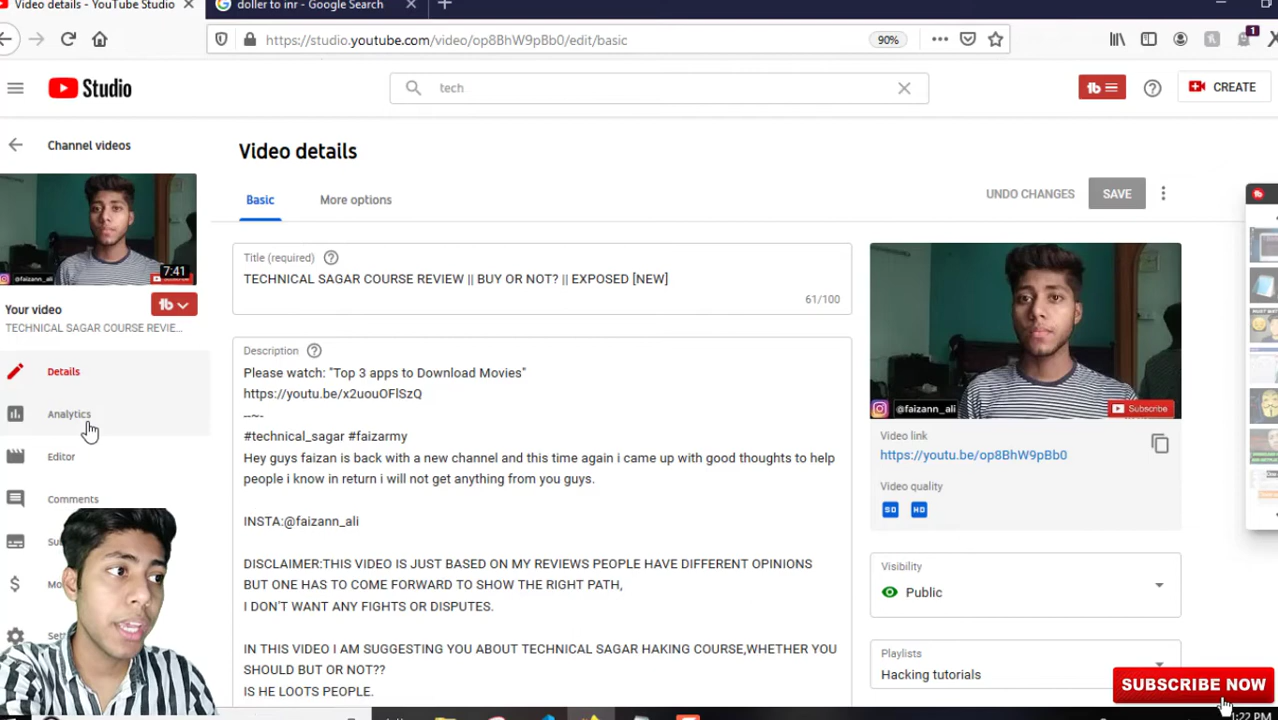 Video details - YouTube Studio
doller to inr - Google Search
https://studio.youtube.com/video/op8BhW9pBb0/edit/basic
90%
1
Studio
tech
CREATE
Channel videos
7:41
Your video
TECHNICAL SAGAR COURSE REVIE...
Details
Analytics
Editor
Comments
Video details
Basic
More options
UNDO CHANGES
SAVE
Title (required)
TECHNICAL SAGAR COURSE REVIEW || BUY OR NOT? || EXPOSED [NEW]
61/100
Description
Please watch: "Top 3 apps to Download Movies"
https://youtu.be/x2uouOFlSzQ
--~-
#technical_sagar #faizarmy
Hey guys faizan is back with a new channel and this time again i came up with good thoughts to help
people i know in return i will not get anything from you guys.
INSTA:@faizann_ali
DISCLAIMER:THIS VIDEO IS JUST BASED ON MY REVIEWS PEOPLE HAVE DIFFERENT OPINIONS
BUT ONE HAS TO COME FORWARD TO SHOW THE RIGHT PATH,
I DON'T WANT ANY FIGHTS OR DISPUTES.
IN THIS VIDEO I AM SUGGESTING YOU ABOUT TECHNICAL SAGAR HAKING COURSE,WHETHER YOU
SHOULD BUT OR NOT??
IS HE LOOTS PEOPLE.
@faizann_ali
Subscribe
Video link
https://youtu.be/op8BhW9pBb0
Video quality
SD HD
Visibility
Public
Playlists
Hacking tutorials
SUBSCRIBE NOW
1:22 PM